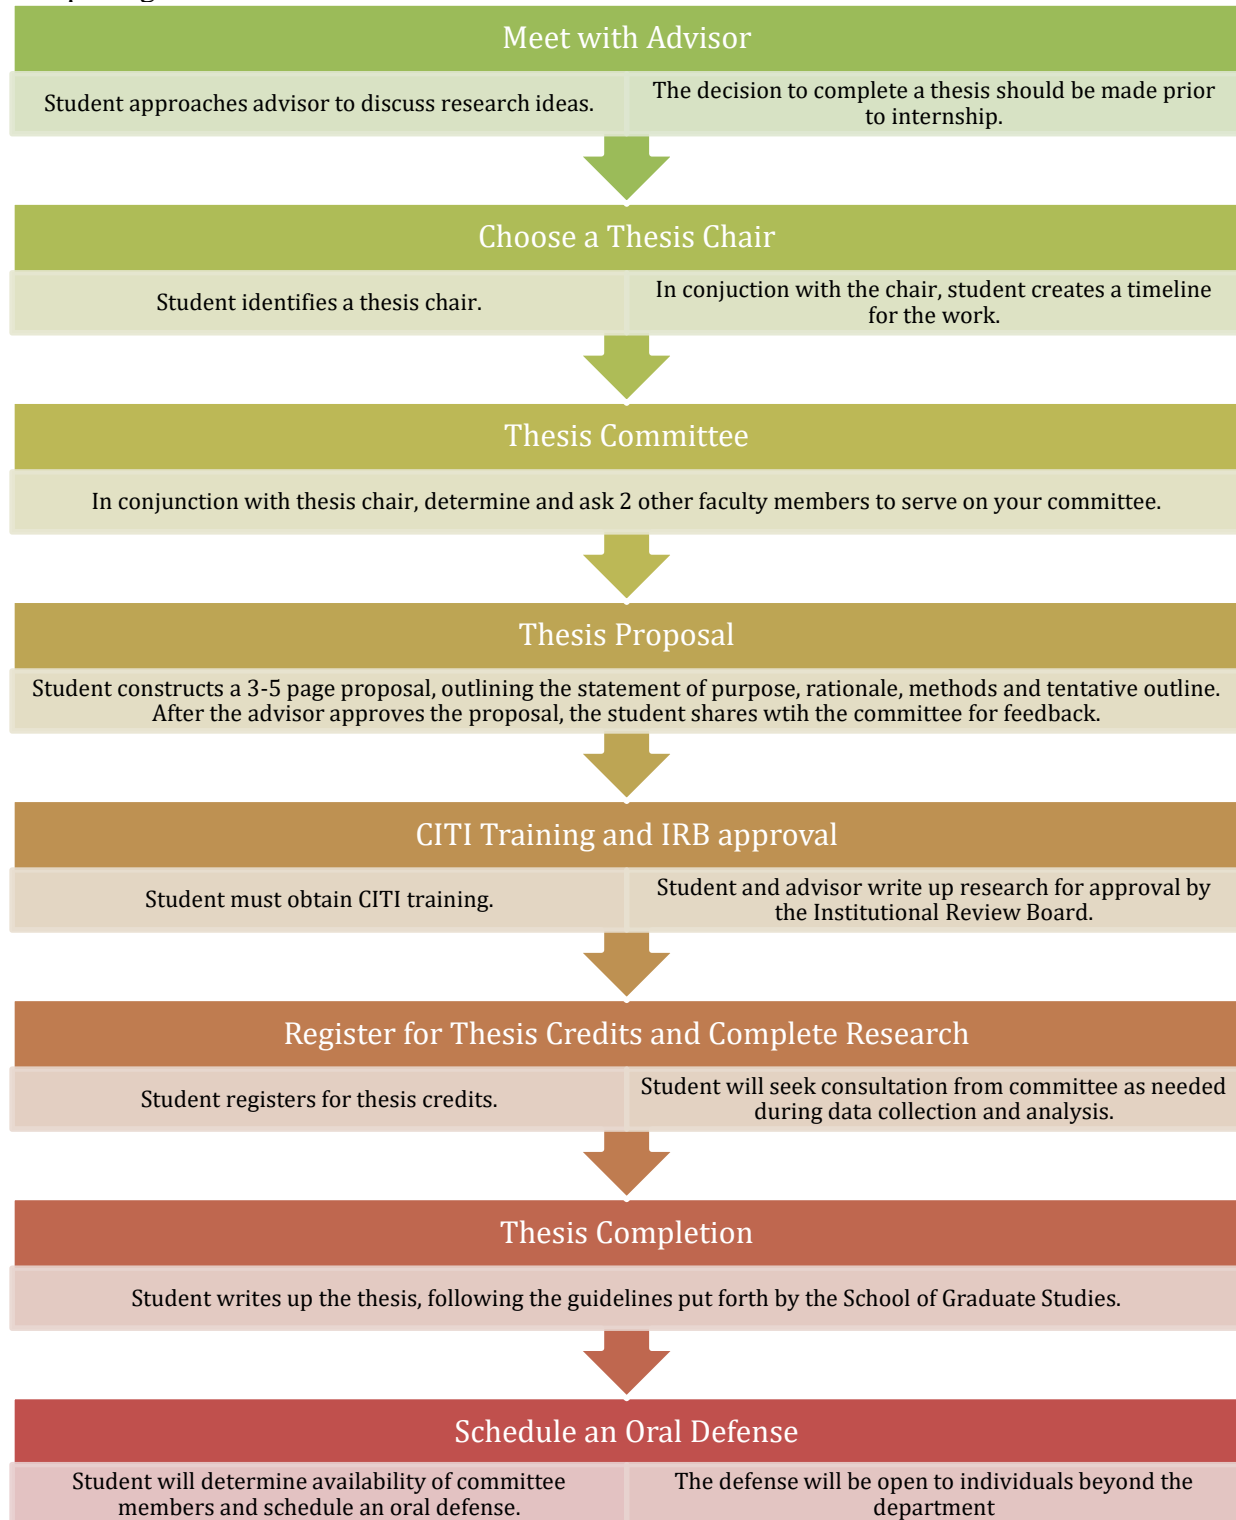 Meet with Advisor
Student approaches advisor to discuss research ideas.
The decision to complete a thesis should be made prior
to internship.
Choose a Thesis Chair
Student identifies a thesis chair.
In conjuction with the chair, student creates a timeline
for the work.
Thesis Committee
In conjunction with thesis chair, determine and ask 2 other faculty members to serve on your committee.
Thesis Proposal
Student constructs a 3-5 page proposal, outlining the statement of purpose, rationale, methods and tentative outline.
After the advisor approves the proposal, the student shares wtih the committee for feedback.
CITI Training and IRB approval
Student must obtain CITI training.
Student and advisor write up research for approval by
the Institutional Review Board.
Register for Thesis Credits and Complete Research
Student registers for thesis credits.
Student will seek consultation from committee as needed
during data collection and analysis.
Thesis Completion
Student writes up the thesis, following the guidelines put forth by the School of Graduate Studies.
Schedule an Oral Defense
Student will determine availability of committee
members and schedule an oral defense.
The defense will be open to individuals beyond the
department